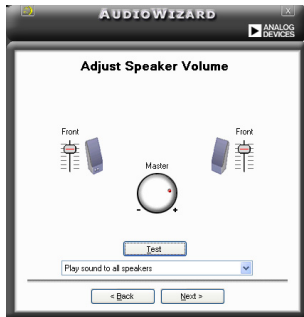 AUDIOWIZARD
X
ANALOG
DEVICES
Adjust Speaker Volume
Front
Front
Master
- +
Test
Play sound to all speakers
< Back
Next >